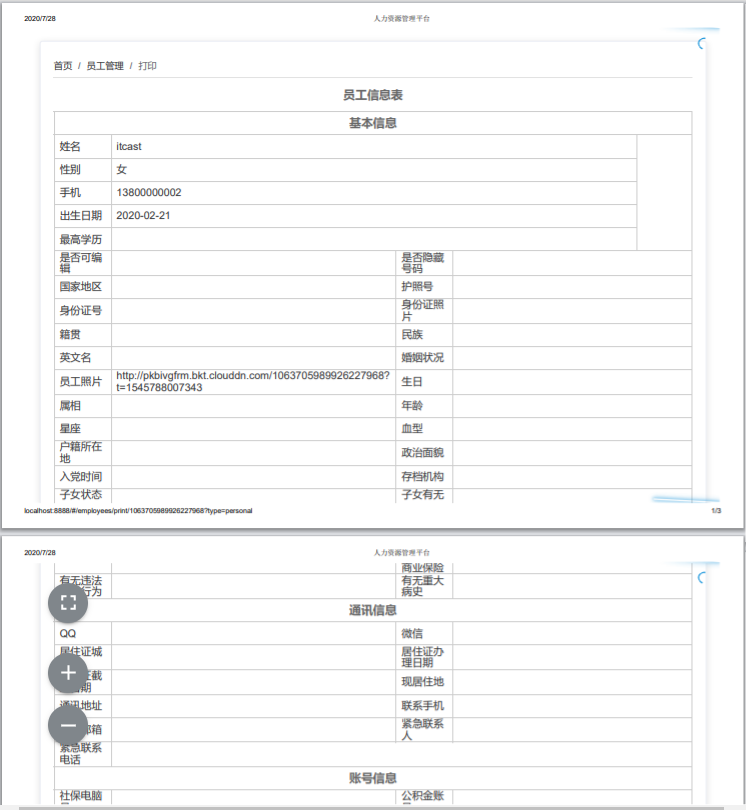 2020/7/28 人力资源管理平台
首页 / 员工管理 / 打印
员工信息表
基本信息
姓名 itcast
性别 女
手机 13800000002
出生日期 2020-02-21
最高学历
是否可编 是否隐藏
辑 号码
国家地区 护照号
身份证号 身份证照
片
籍贯 民族
英文名 婚姻状况
员工照片 http://pkbivgfrm.bkt.clouddn.com/1063705989926227968? 生日
t=1545788007343
属相 年龄
星座 血型
户籍所在 政治面貌
地
入党时间 存档机构
子女状态 子女有无
localhost:8888/#/employees/print/1063705989926227968?type=personal 1/3
2020/7/28 人力资源管理平台
商业保险
有无违法 有无重大
行为 病史
通讯信息
QQ 微信
居住证城 居住证办
理日期
截 现居住地
期
通讯地址 联系手机
邮箱 紧急联系
人
紧急联系
电话
账号信息
社保电脑 公积金账